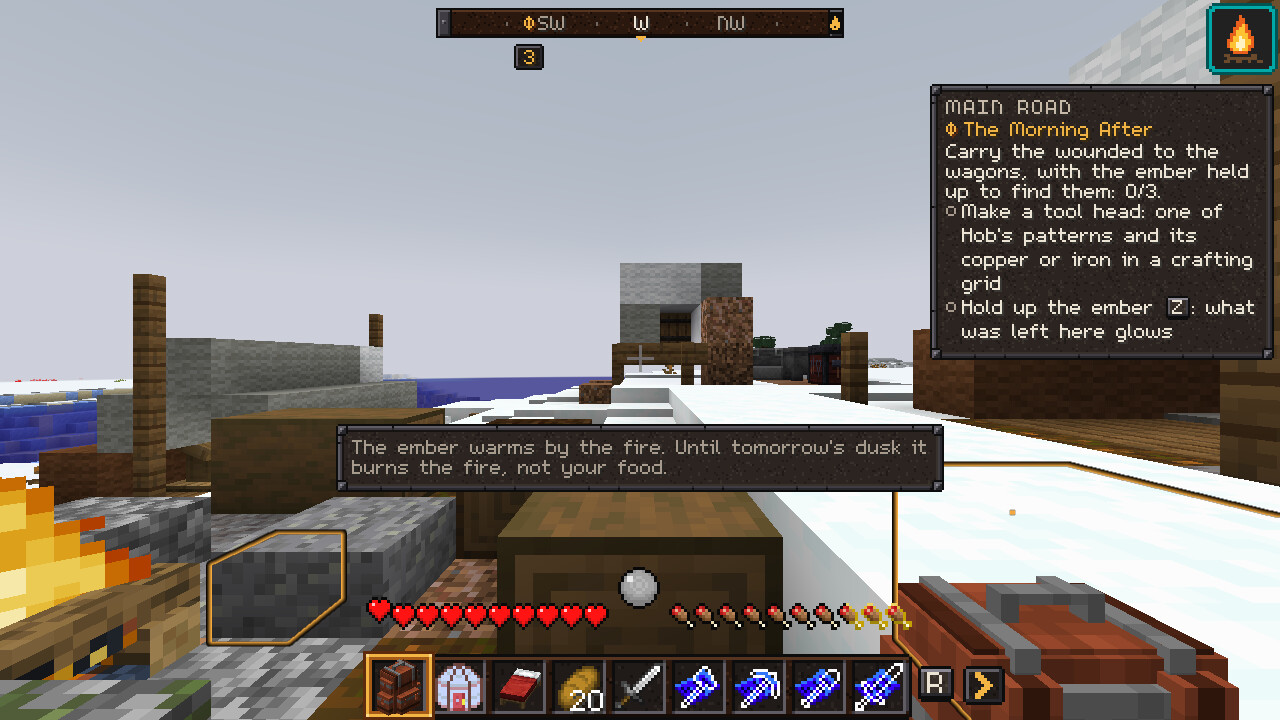 SW W NW
3
MAIN ROAD
The Morning After
Carry the wounded to the
wagons, with the ember held
up to find them: 0/3.
Make a tool head: one of
Hob's patterns and its
copper or iron in a crafting
grid
Hold up the ember Z: what
was left here glows
The ember warms by the fire. Until tomorrow's dusk it
burns the fire, not your food.
20
R